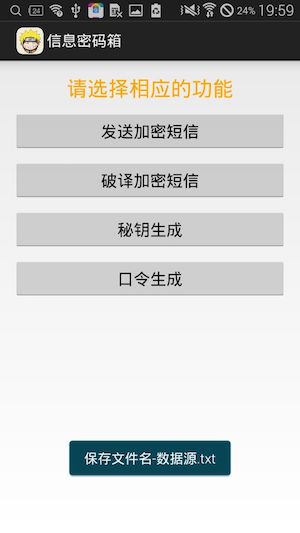 24 24% 19:59
信息密码箱
请选择相应的功能
发送加密短信
破译加密短信
秘钥生成
口令生成
保存文件名-数据源.txt